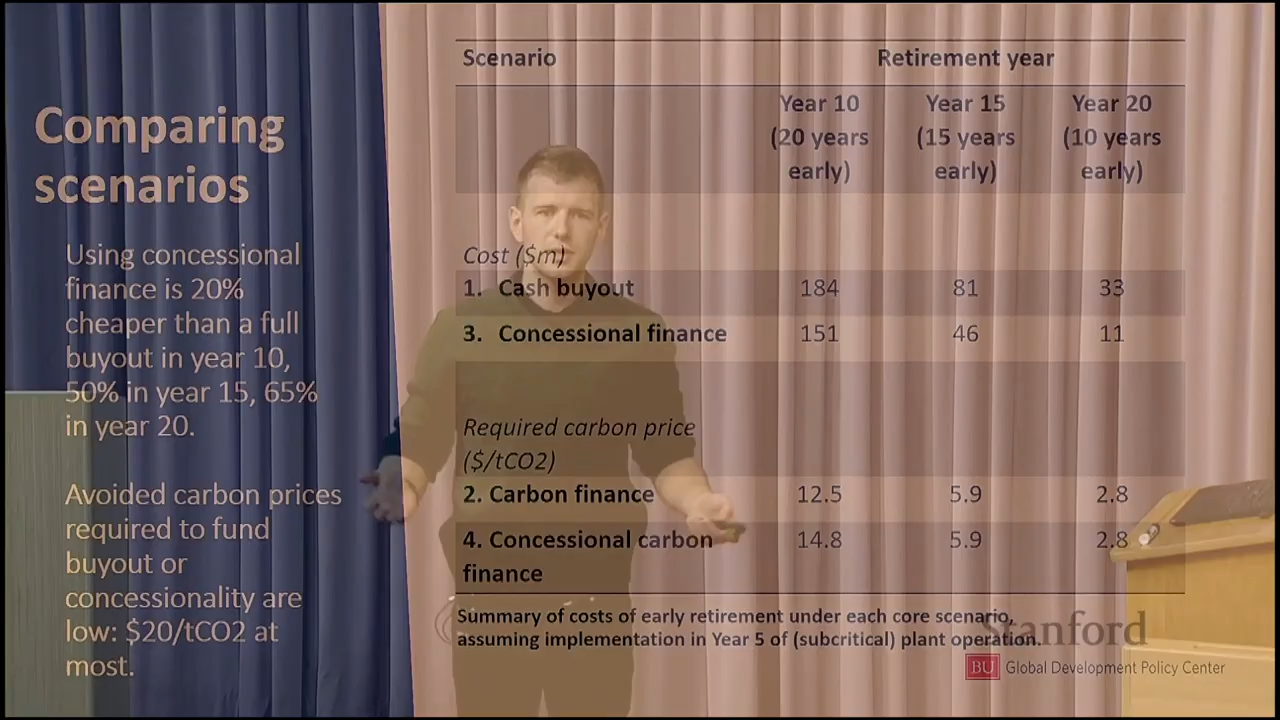 Comparing
scenarios
Using concessional
finance is 20%
cheaper than a full
buyout in year 10,
50% in year 15, 65%
in year 20.
Avoided carbon prices
required to fund
buyout or
concessionality are
low: $20/tCO2 at
most.
Scenario Retirement year
Year 10 Year 15 Year 20
(20 years (15 years (10 years
early) early) early)
Cost ($m)
1. Cash buyout 184 81 33
3. Concessional finance 151 46 11
Required carbon price
($/tCO2)
2. Carbon finance 12.5 5.9 2.8
4. Concessional carbon 14.8 5.9 2.8
finance
Summary of costs of early retirement under each core scenario,
assuming implementation in Year 5 of (subcritical) plant operation.
Stanford
BU Global Development Policy Center